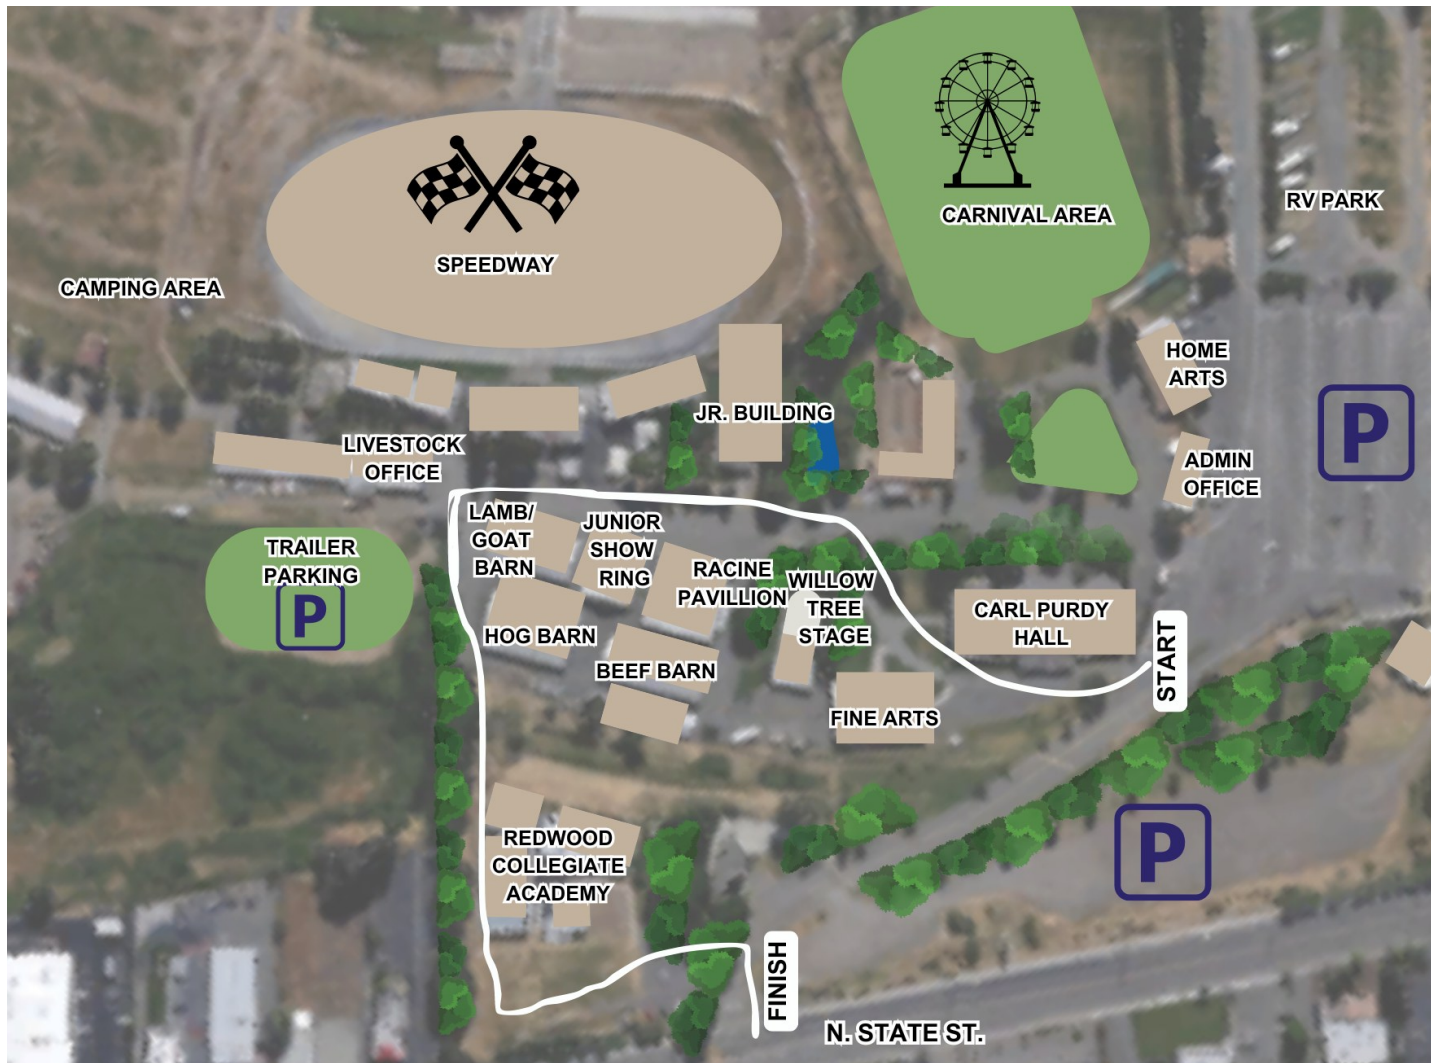 CARNIVAL AREA
RV PARK
SPEEDWAY
CAMPING AREA
HOME
ARTS
JR. BUILDING
P
LIVESTOCK
OFFICE
ADMIN
OFFICE
LAMB/
GOAT
BARN
JUNIOR
SHOW
RING
TRAILER
PARKING
P
RACINE
PAVILLION
WILLOW
TREE
STAGE
CARL PURDY
HALL
HOG BARN
BEEF BARN
START
FINE ARTS
REDWOOD
COLLEGIATE
ACADEMY
P
FINISH
N. STATE ST.